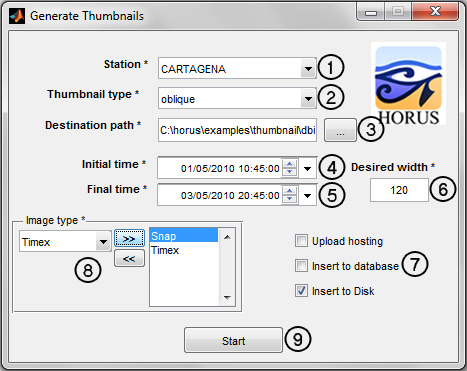 Generate Thumbnails
Station * CARTAGENA 1
Thumbnail type * oblique 2
Destination path * C:\horus\examples\thumbnail\dbi ... 3
HORUS
Initial time * 01/05/2010 10:45:00 4
Desired width *
Final time * 03/05/2010 20:45:00 5
120 6
Image type *
Timex >> Snap
<< Timex
8
Upload hosting
Insert to database 7
Insert to Disk
Start 9